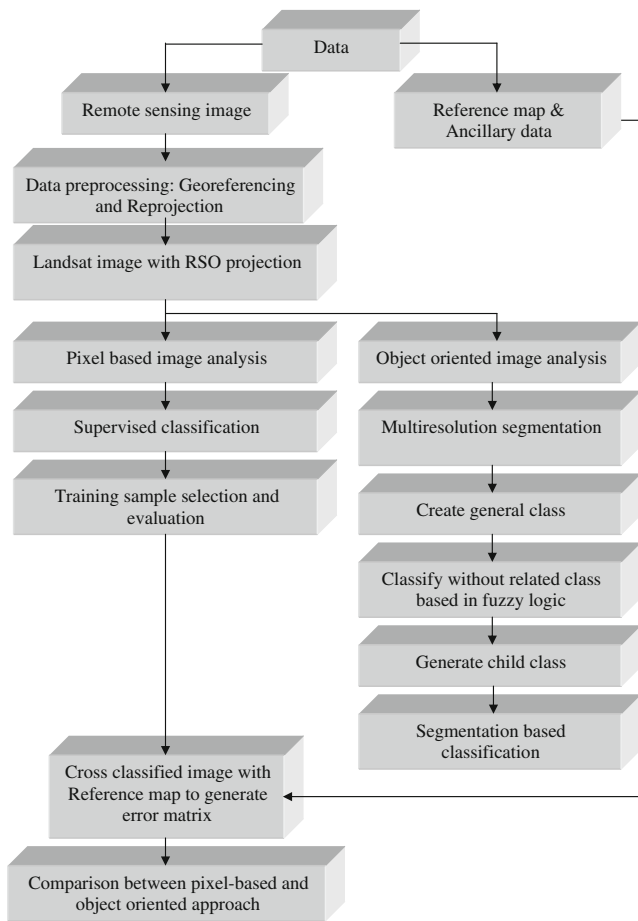 Data
Remote sensing image
Reference map &
Ancillary data
Data preprocessing: Georeferencing
and Reprojection
Landsat image with RSO projection
Pixel based image analysis
Object oriented image analysis
Supervised classification
Multiresolution segmentation
Training sample selection and
evaluation
Create general class
Classify without related class
based in fuzzy logic
Generate child class
Segmentation based
classification
Cross classified image with
Reference map to generate
error matrix
Comparison between pixel-based and
object oriented approach